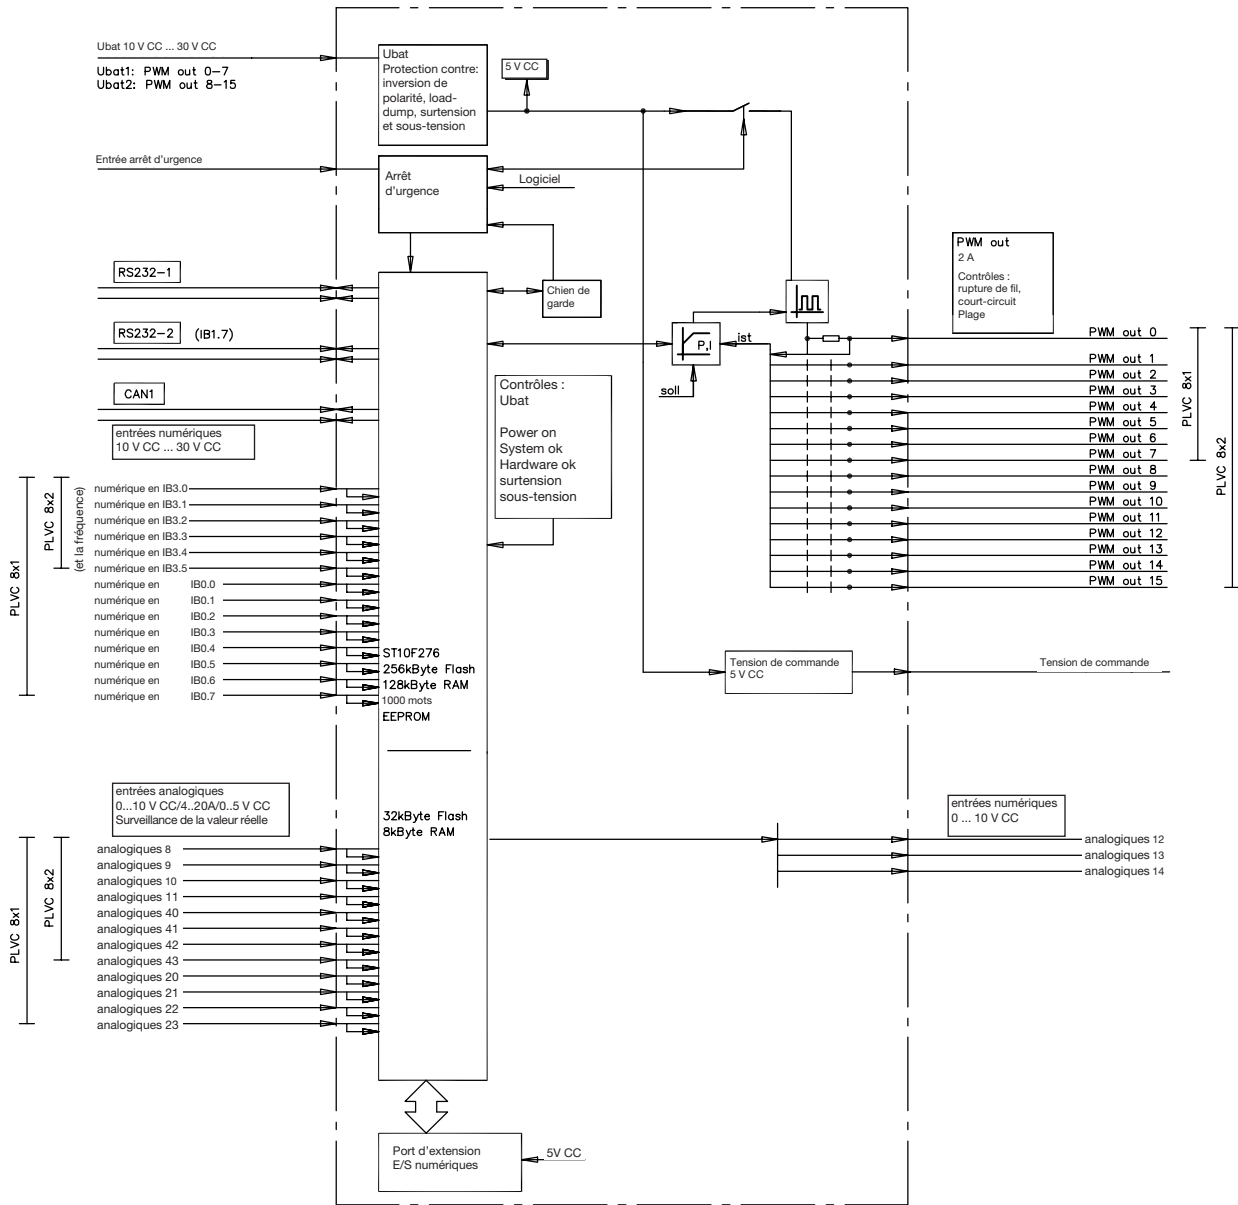 Ubat 10 V CC ... 30 V CC
Ubat1: PWM out 0-7
Ubat2: PWM out 8-15
Ubat
Protection contre:
inversion de
polarité, load-
dump, surtension
et sous-tension
5 V CC
Entrée arrêt d'urgence
Arrêt
d'urgence
Logiciel
RS232-1
RS232-2 (IB1.7)
CAN1
Chien de
garde
P,I
ist
soll
PWM out
2 A
Contrôles :
rupture de fil,
court-circuit
Plage
Contrôles :
Ubat
Power on
System ok
Hardware ok
surtension
sous-tension
PWM out 0
PWM out 1
PWM out 2
PWM out 3
PWM out 4
PWM out 5
PWM out 6
PWM out 7
PWM out 8
PWM out 9
PWM out 10
PWM out 11
PWM out 12
PWM out 13
PWM out 14
PWM out 15
PLVC 8x1
PLVC 8x2
entrées numériques
10 V CC ... 30 V CC
PLVC 8x1
PLVC 8x2
(et la fréquence)
numérique en IB3.0
numérique en IB3.1
numérique en IB3.2
numérique en IB3.3
numérique en IB3.4
numérique en IB3.5
numérique en IB0.0
numérique en IB0.1
numérique en IB0.2
numérique en IB0.3
numérique en IB0.4
numérique en IB0.5
numérique en IB0.6
numérique en IB0.7
ST10F276
256kByte Flash
128kByte RAM
1000 mots
EEPROM
32kByte Flash
8kByte RAM
Tension de commande
5 V CC
Tension de commande
entrées analogiques
0...10 V CC/4..20A/0..5 V CC
Surveillance de la valeur réelle
PLVC 8x1
PLVC 8x2
analogiques 8
analogiques 9
analogiques 10
analogiques 11
analogiques 40
analogiques 41
analogiques 42
analogiques 43
analogiques 20
analogiques 21
analogiques 22
analogiques 23
entrées numériques
0 ... 10 V CC
analogiques 12
analogiques 13
analogiques 14
Port d'extension
E/S numériques
5V CC